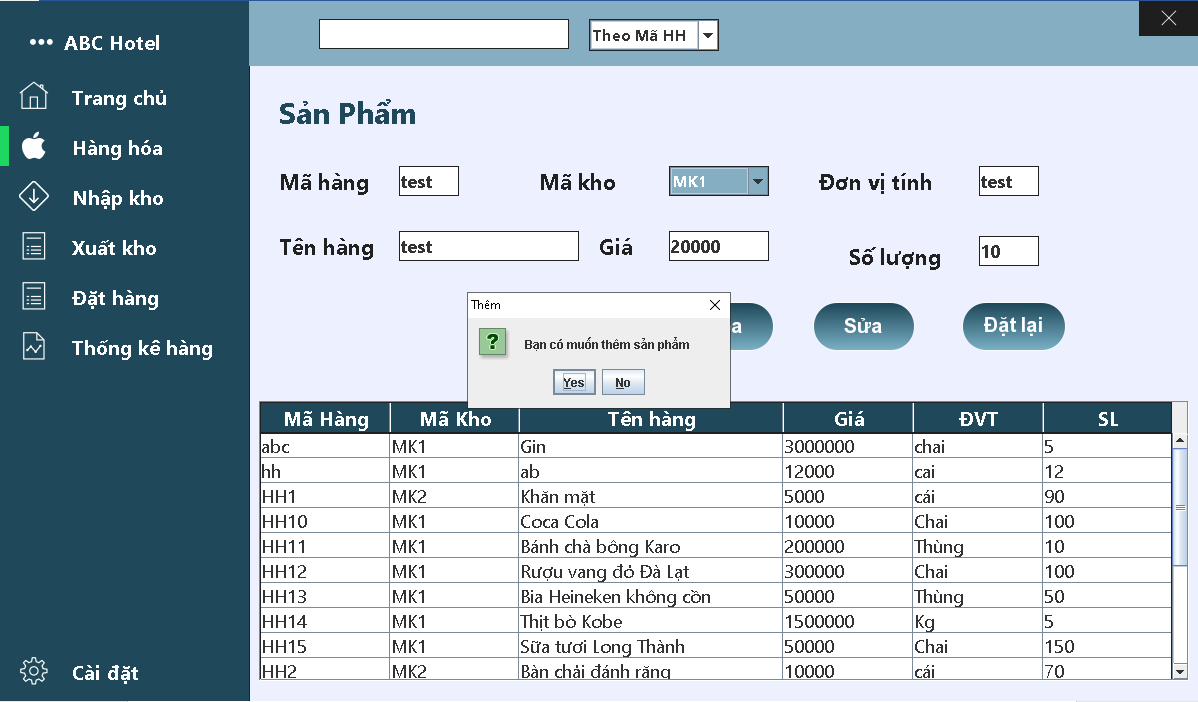 ••• ABC Hotel
Theo Mã HH
Trang chủ
Hàng hóa
Nhập kho
Xuất kho
Đặt hàng
Thống kê hàng
Cài đặt
Sản Phẩm
Mã hàng test Mã kho MK1 Đơn vị tính test
Tên hàng test Giá 20000 Số lượng 10
a Sửa Đặt lại
Thêm
Bạn có muốn thêm sản phẩm
Yes No
Mã Hàng Mã Kho Tên hàng Giá ĐVT SL
abc MK1 Gin 3000000 chai 5
hh MK1 ab 12000 cai 12
HH1 MK2 Khăn mặt 5000 cái 90
HH10 MK1 Coca Cola 10000 Chai 100
HH11 MK1 Bánh chà bông Karo 200000 Thùng 10
HH12 MK1 Rượu vang đỏ Đà Lạt 300000 Chai 100
HH13 MK1 Bia Heineken không cồn 50000 Thùng 50
HH14 MK1 Thịt bò Kobe 1500000 Kg 5
HH15 MK1 Sữa tươi Long Thành 50000 Chai 150
HH2 MK2 Bàn chải đánh răng 10000 cái 70